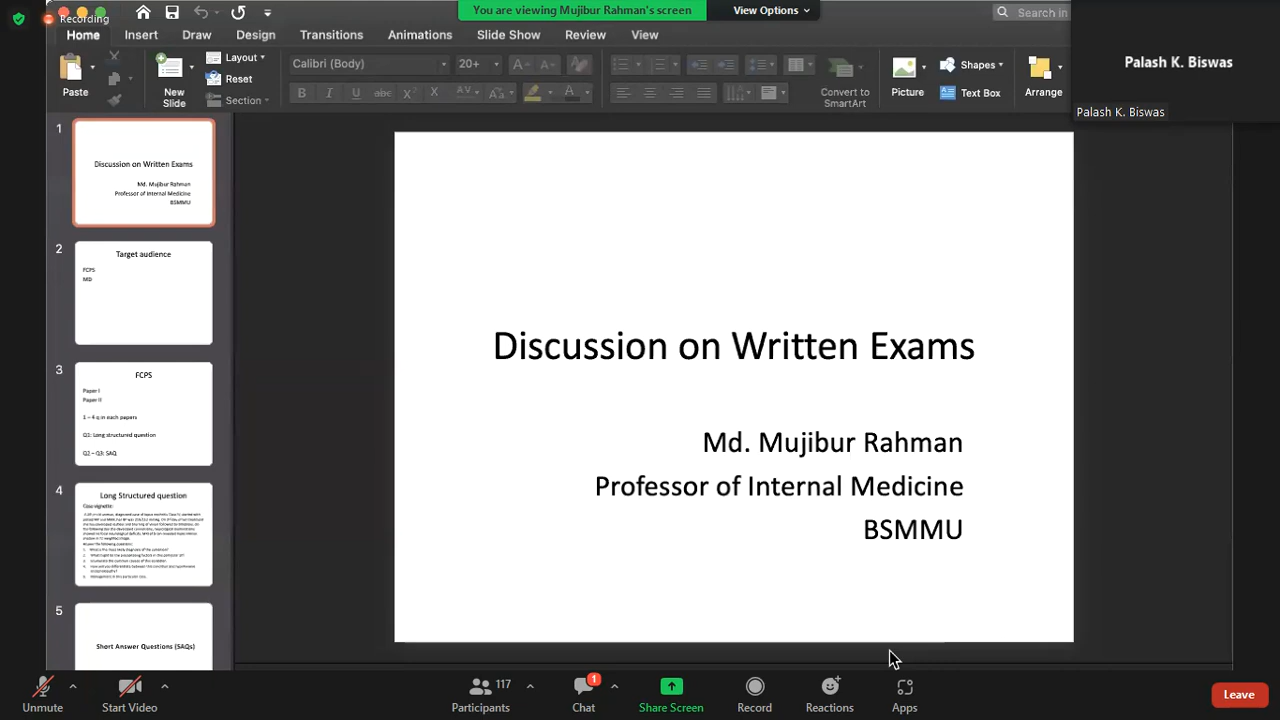 Recording
You are viewing Mujibur Rahman's screen
View Options
Search in
Home
Insert
Draw
Design
Transitions
Animations
Slide Show
Review
View
Palash K. Biswas
Palash K. Biswas
Paste
New
Slide
Layout
Reset
Section
Calibri (Body)
20+
B I U abc X X
A
Convert to
SmartArt
Picture
Shapes
Text Box
Arrange
1
Discussion on Written Exams
Md. Mujibur Rahman
Professor of Internal Medicine
BSMMU
2
Target audience
FCPS
MD
3
FCPS
Paper I
Paper II
3 – 4 q in each papers
Q1: Long structured question
Q2 – Q3: SAQ
4
Long Structured question
Case vignette:
Answer the following questions:
5
Short Answer Questions (SAQs)
Discussion on Written Exams
Md. Mujibur Rahman
Professor of Internal Medicine
BSMMU
Unmute
Start Video
117
Participants
1
Chat
Share Screen
Record
Reactions
Apps
Leave